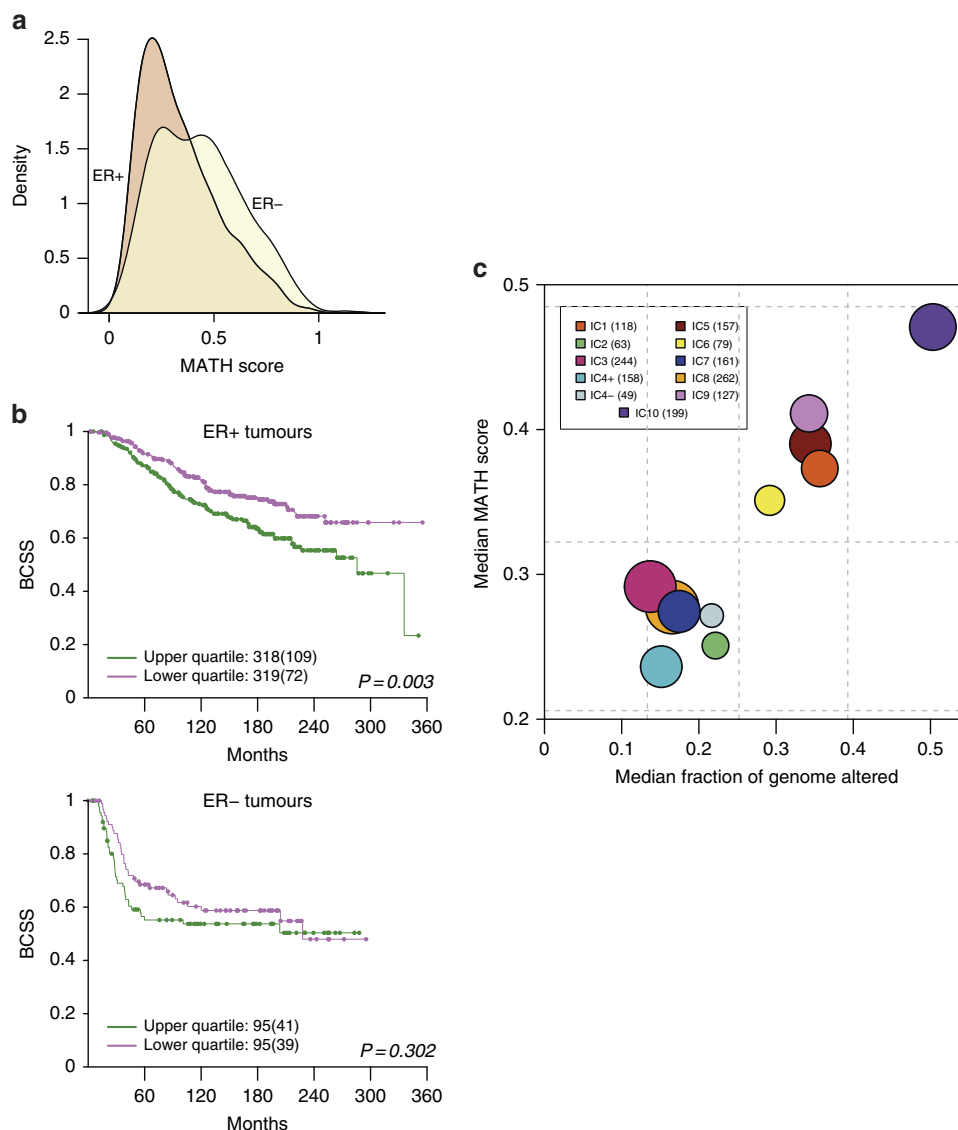 a
2.5
2
1.5
1
0.5
0
Density
ER+
ER–
0
0.5
1
MATH score
b
ER+ tumours
1
0.8
0.6
0.4
0.2
0
BCSS
Upper quartile: 318(109)
Lower quartile: 319(72)
P = 0.003
60
120
180
240
300
360
Months
ER– tumours
1
0.8
0.6
0.4
0.2
0
BCSS
Upper quartile: 95(41)
Lower quartile: 95(39)
P = 0.302
60
120
180
240
300
360
Months
c
0.5
0.4
0.3
0.2
Median MATH score
IC1 (118)
IC5 (157)
IC2 (63)
IC6 (79)
IC3 (244)
IC7 (161)
IC4+ (158)
IC8 (262)
IC4– (49)
IC9 (127)
IC10 (199)
0
0.1
0.2
0.3
0.4
0.5
Median fraction of genome altered